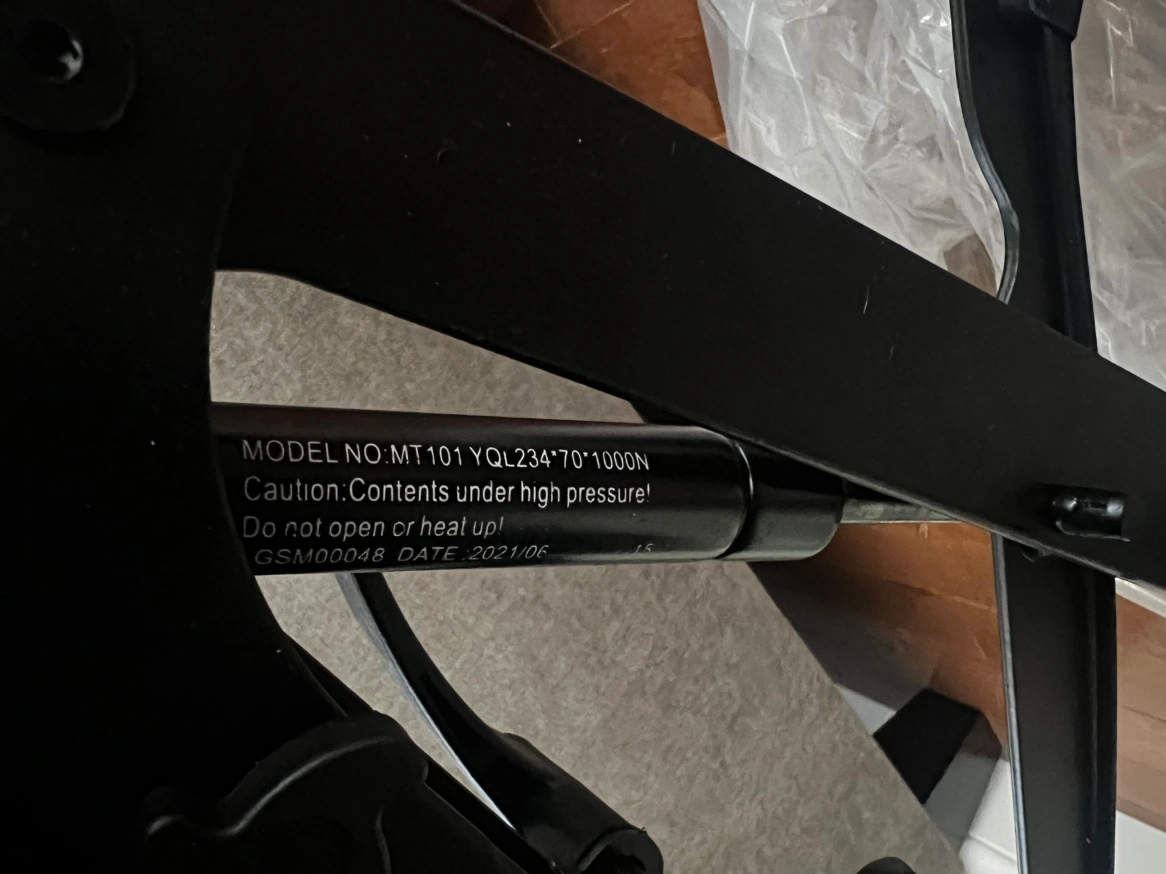 MODEL NO:MT101 YQL234*70*1000N
Caution:Contents under high pressure!
Do not open or heat up!
GSM00048 DATE:2021/06 15